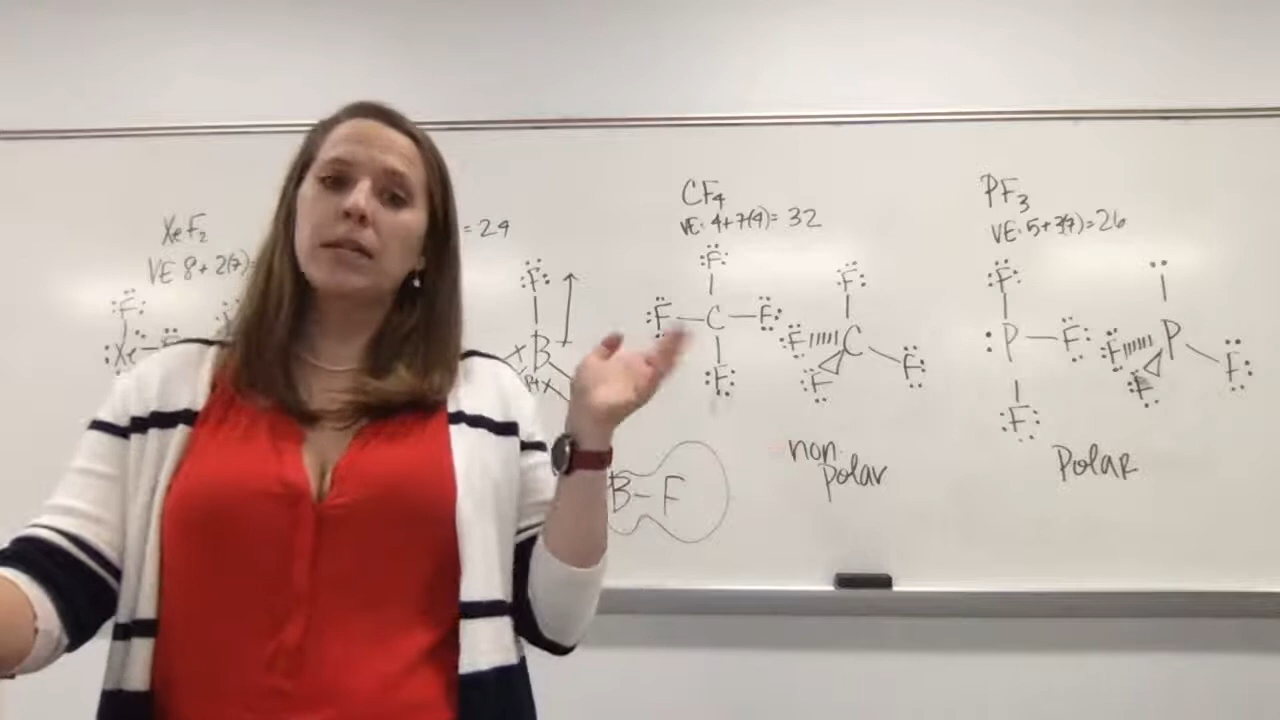 XeF₂
VE: 8+2(7)=
F
Xe–F
= 24
F
B
B–F
CF₄
VE: 4+7(4)= 32
F
F–C–F
F
F
F C F
F
non
polar
PF₃
VE: 5+3(7)=26
F
P–F
F
F P F
F
Polar